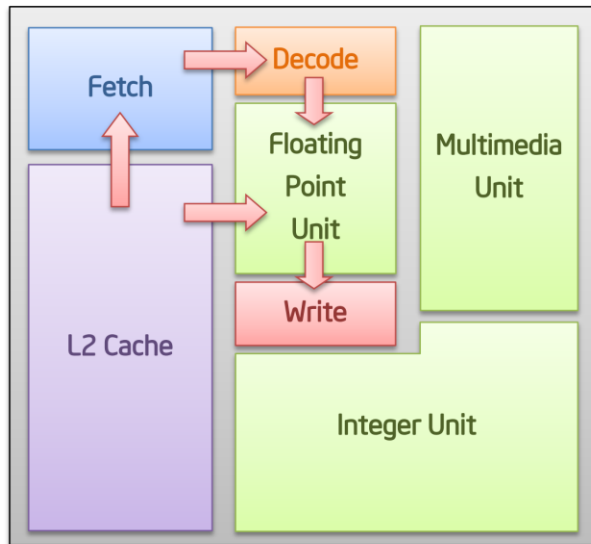 Fetch
Decode
Floating
Point
Unit
Multimedia
Unit
Write
L2 Cache
Integer Unit